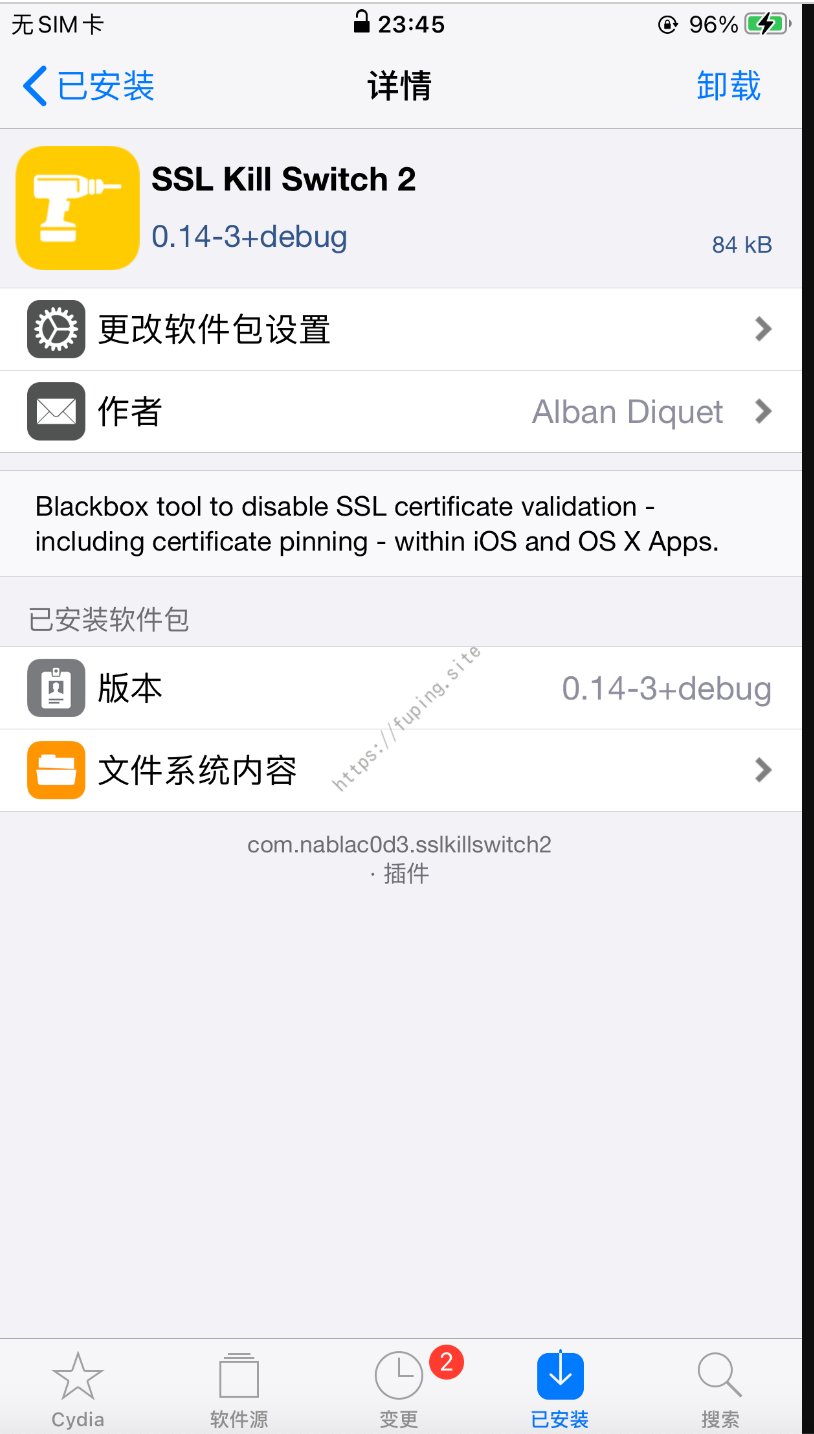 无 SIM 卡 23:45 96%
已安装 详情 卸载
SSL Kill Switch 2
0.14-3+debug 84 kB
更改软件包设置
作者 Alban Diquet
Blackbox tool to disable SSL certificate validation -
including certificate pinning - within iOS and OS X Apps.
已安装软件包
版本 0.14-3+debug
文件系统内容
https://fuping.site
com.nablac0d3.sslkillswitch2
· 插件
2
Cydia 软件源 变更 已安装 搜索